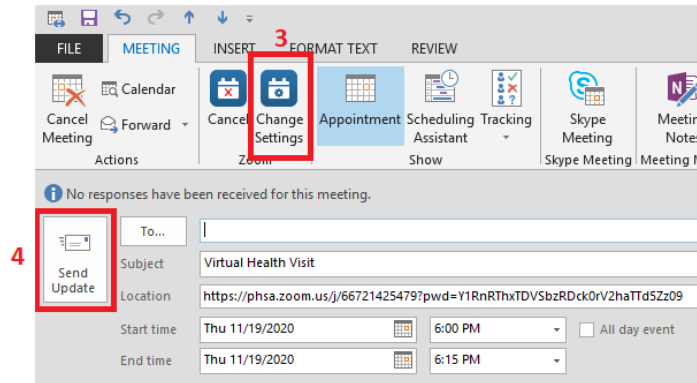 FILE MEETING INSERT FORMAT TEXT REVIEW
3
Cancel Meeting
Calendar
Forward
Actions
Cancel
Change Settings
Zoom
Appointment
Scheduling Assistant
Tracking
Show
Skype Meeting
Skype Meeting
No responses have been received for this meeting.
4
Send Update
To...
Subject Virtual Health Visit
Location https://phsa.zoom.us/j/66721425479?pwd=Y1RnRThxTDVSbzRDck0rV2haTTd5Zz09
Start time Thu 11/19/2020 6:00 PM All day event
End time Thu 11/19/2020 6:15 PM